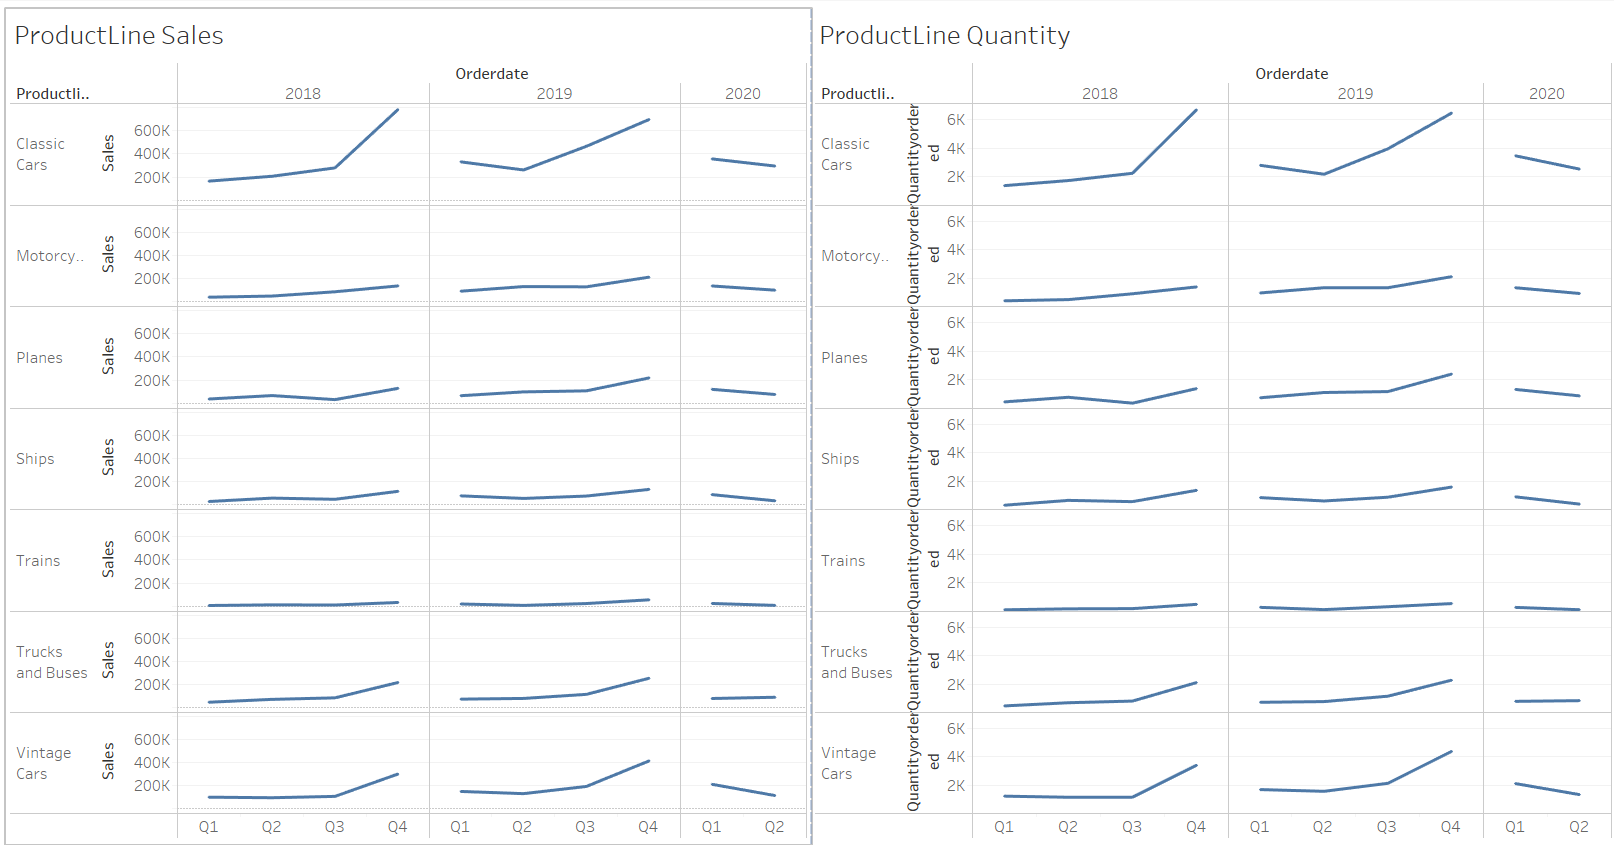 ProductLine Sales
Orderdate
Productli..
2018
2019
2020
Classic
Cars
Sales
600K
400K
200K
Motorcy..
Sales
600K
400K
200K
Planes
Sales
600K
400K
200K
Ships
Sales
600K
400K
200K
Trains
Sales
600K
400K
200K
Trucks
and Buses
Sales
600K
400K
200K
Vintage
Cars
Sales
600K
400K
200K
Q1 Q2 Q3 Q4 Q1 Q2 Q3 Q4 Q1 Q2
ProductLine Quantity
Orderdate
Productli..
2018
2019
2020
Classic
Cars
Quantityorder
ed
6K
4K
2K
Motorcy..
Quantityorder
ed
6K
4K
2K
Planes
Quantityorder
ed
6K
4K
2K
Ships
Quantityorder
ed
6K
4K
2K
Trains
Quantityorder
ed
6K
4K
2K
Trucks
and Buses
Quantityorder
ed
6K
4K
2K
Vintage
Cars
Quantityorder
ed
6K
4K
2K
Q1 Q2 Q3 Q4 Q1 Q2 Q3 Q4 Q1 Q2